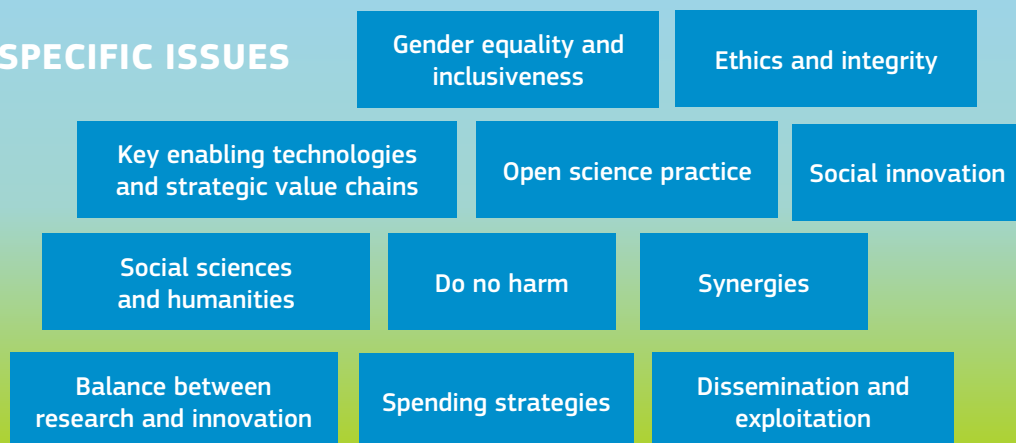 SPECIFIC ISSUES
Gender equality and
inclusiveness
Ethics and integrity
Key enabling technologies
and strategic value chains
Open science practice
Social innovation
Social sciences
and humanities
Do no harm
Synergies
Balance between
research and innovation
Spending strategies
Dissemination and
exploitation